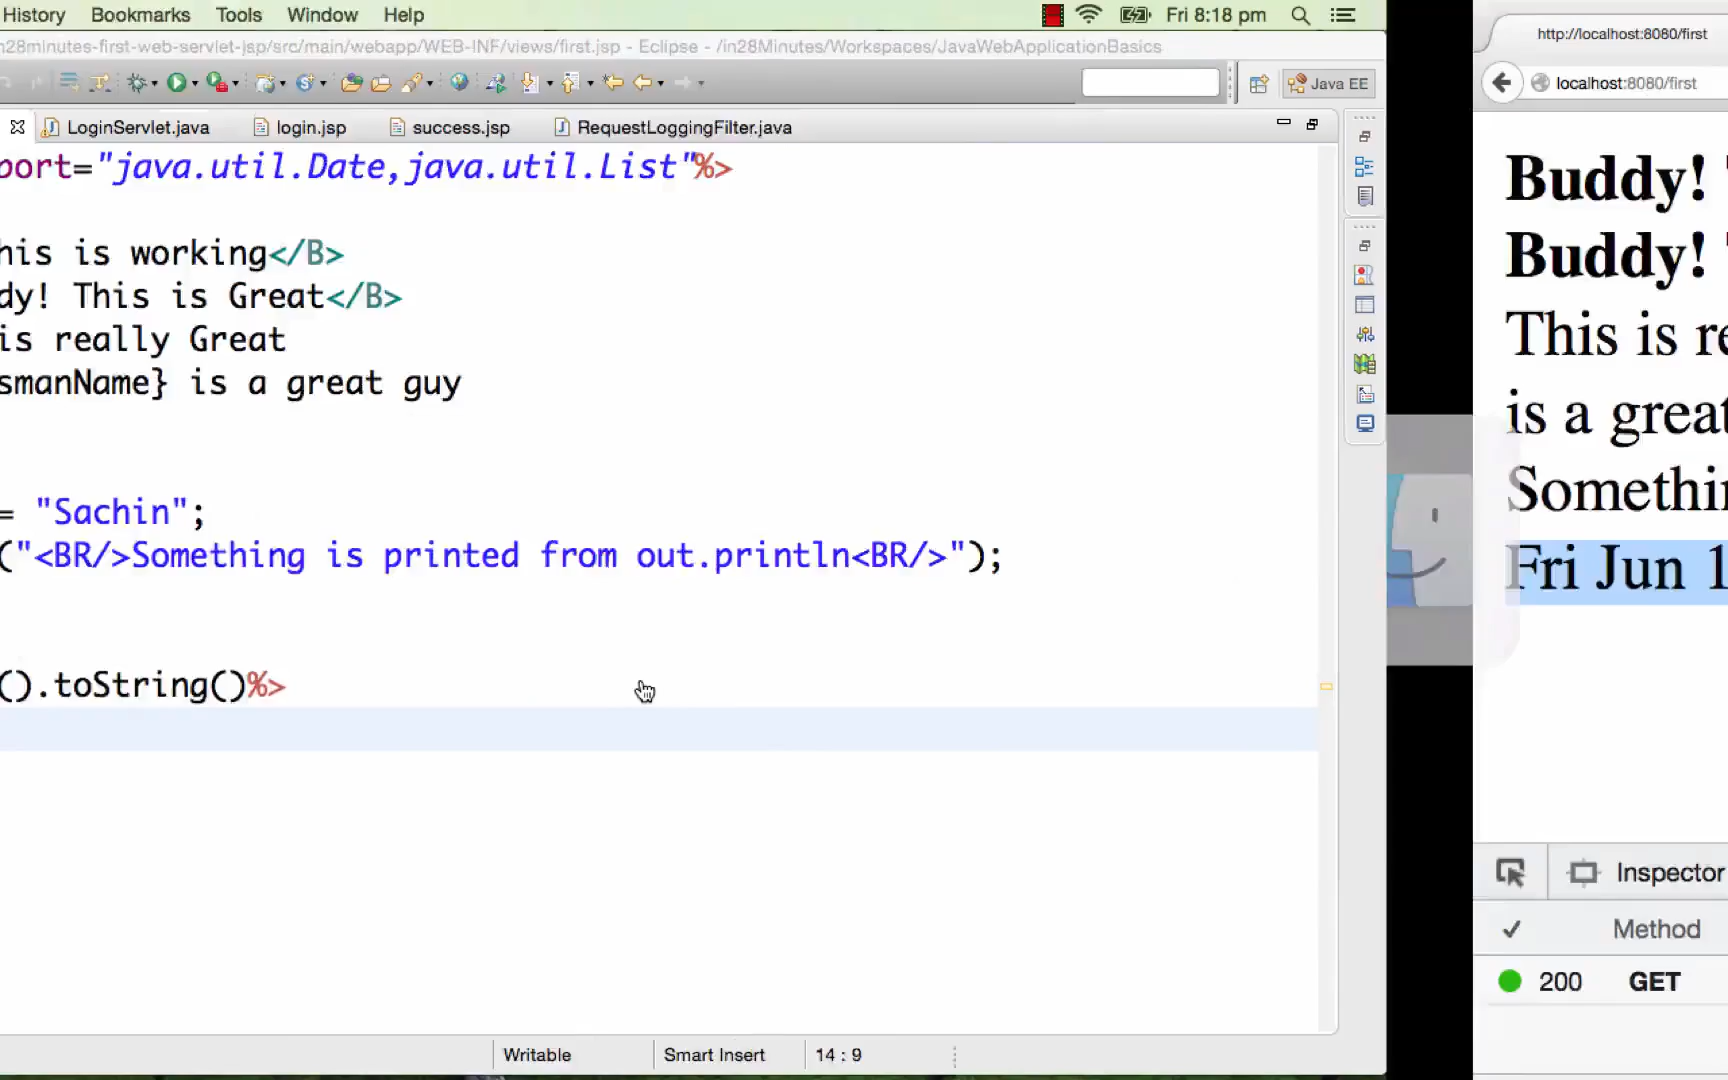 History Bookmarks Tools Window Help Fri 8:18 pm
n28minutes-first-web-servlet-jsp/src/main/webapp/WEB-INF/views/first.jsp - Eclipse - /in28Minutes/Workspaces/JavaWebApplicationBasics
Java EE
LoginServlet.java login.jsp success.jsp RequestLoggingFilter.java
port="java.util.Date,java.util.List"%>
his is working</B>
dy! This is Great</B>
is really Great
smanName} is a great guy
= "Sachin";
("<BR/>Something is printed from out.println<BR/>");
().toString()%>
Writable Smart Insert 14 : 9
http://localhost:8080/first
localhost:8080/first
Buddy!
Buddy!
This is re
is a great
Somethin
Fri Jun 1
Inspector
Method
200 GET